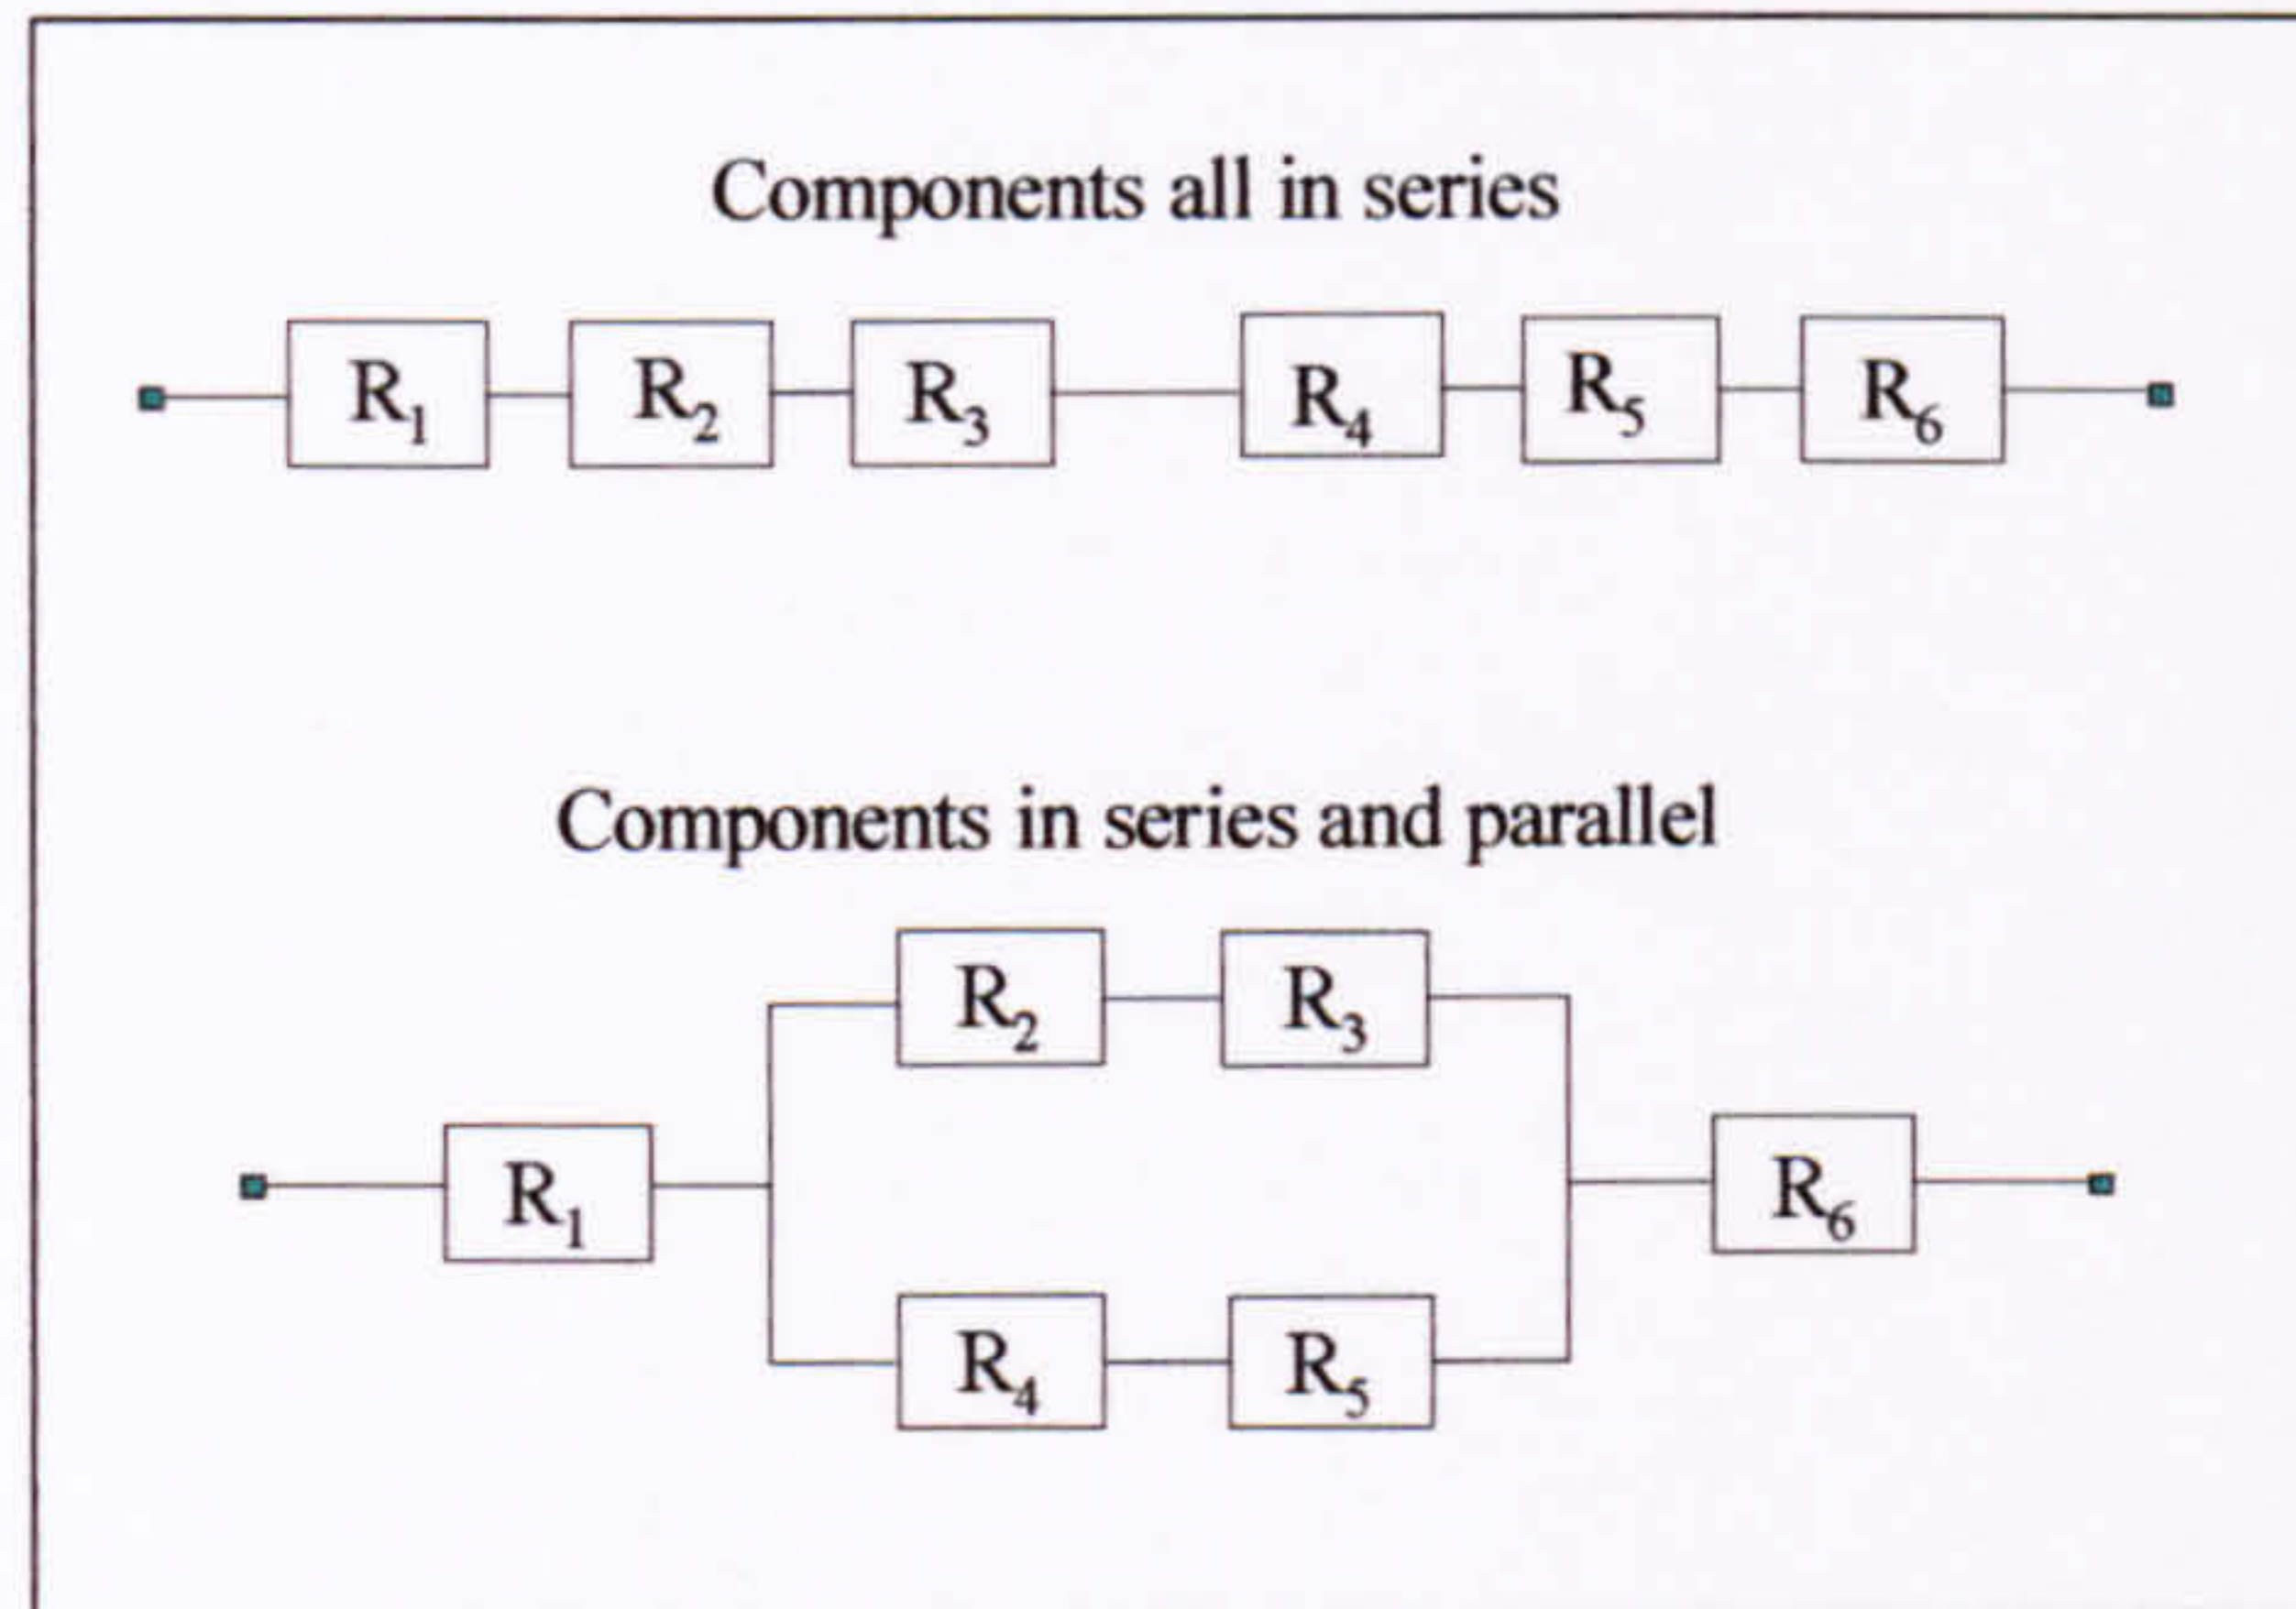 Components all in series
R1 R2 R3 R4 R5 R6
Components in series and parallel
R2 R3
R1 R6
R4 R5